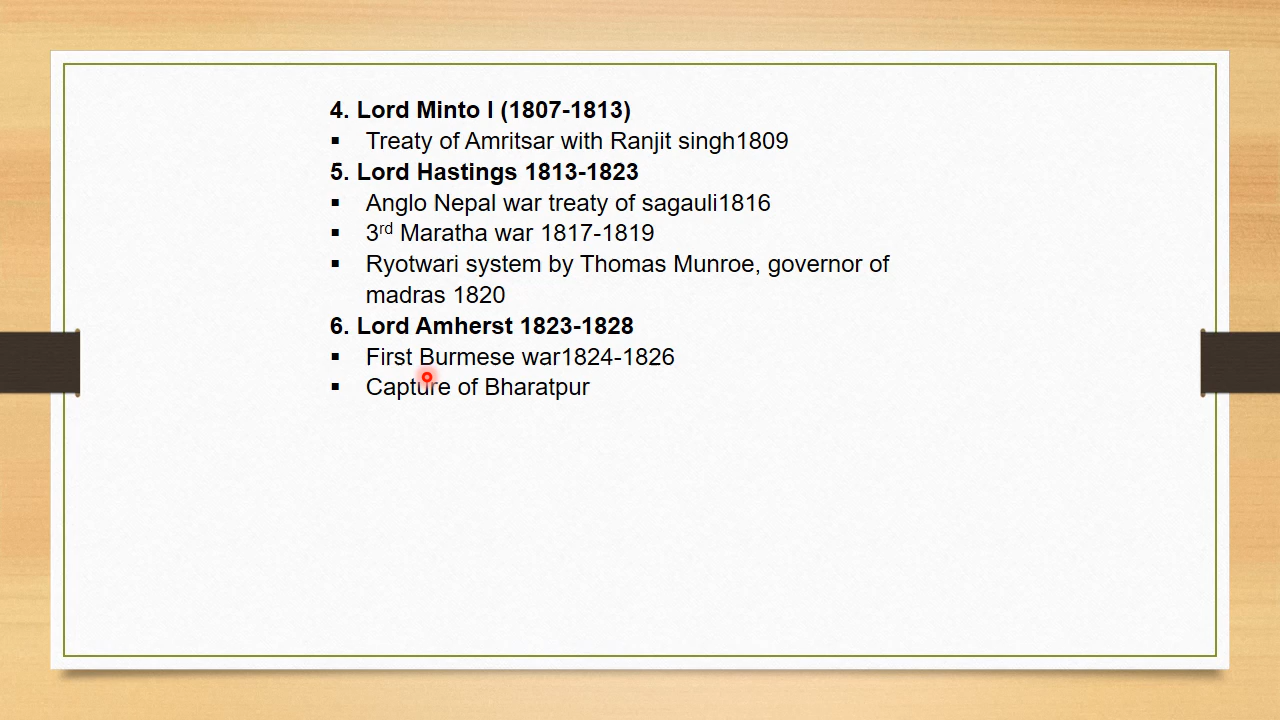 4. Lord Minto I (1807-1813)
▪ Treaty of Amritsar with Ranjit singh1809
5. Lord Hastings 1813-1823
▪ Anglo Nepal war treaty of sagauli1816
▪ 3rd Maratha war 1817-1819
▪ Ryotwari system by Thomas Munroe, governor of
madras 1820
6. Lord Amherst 1823-1828
▪ First Burmese war1824-1826
▪ Capture of Bharatpur